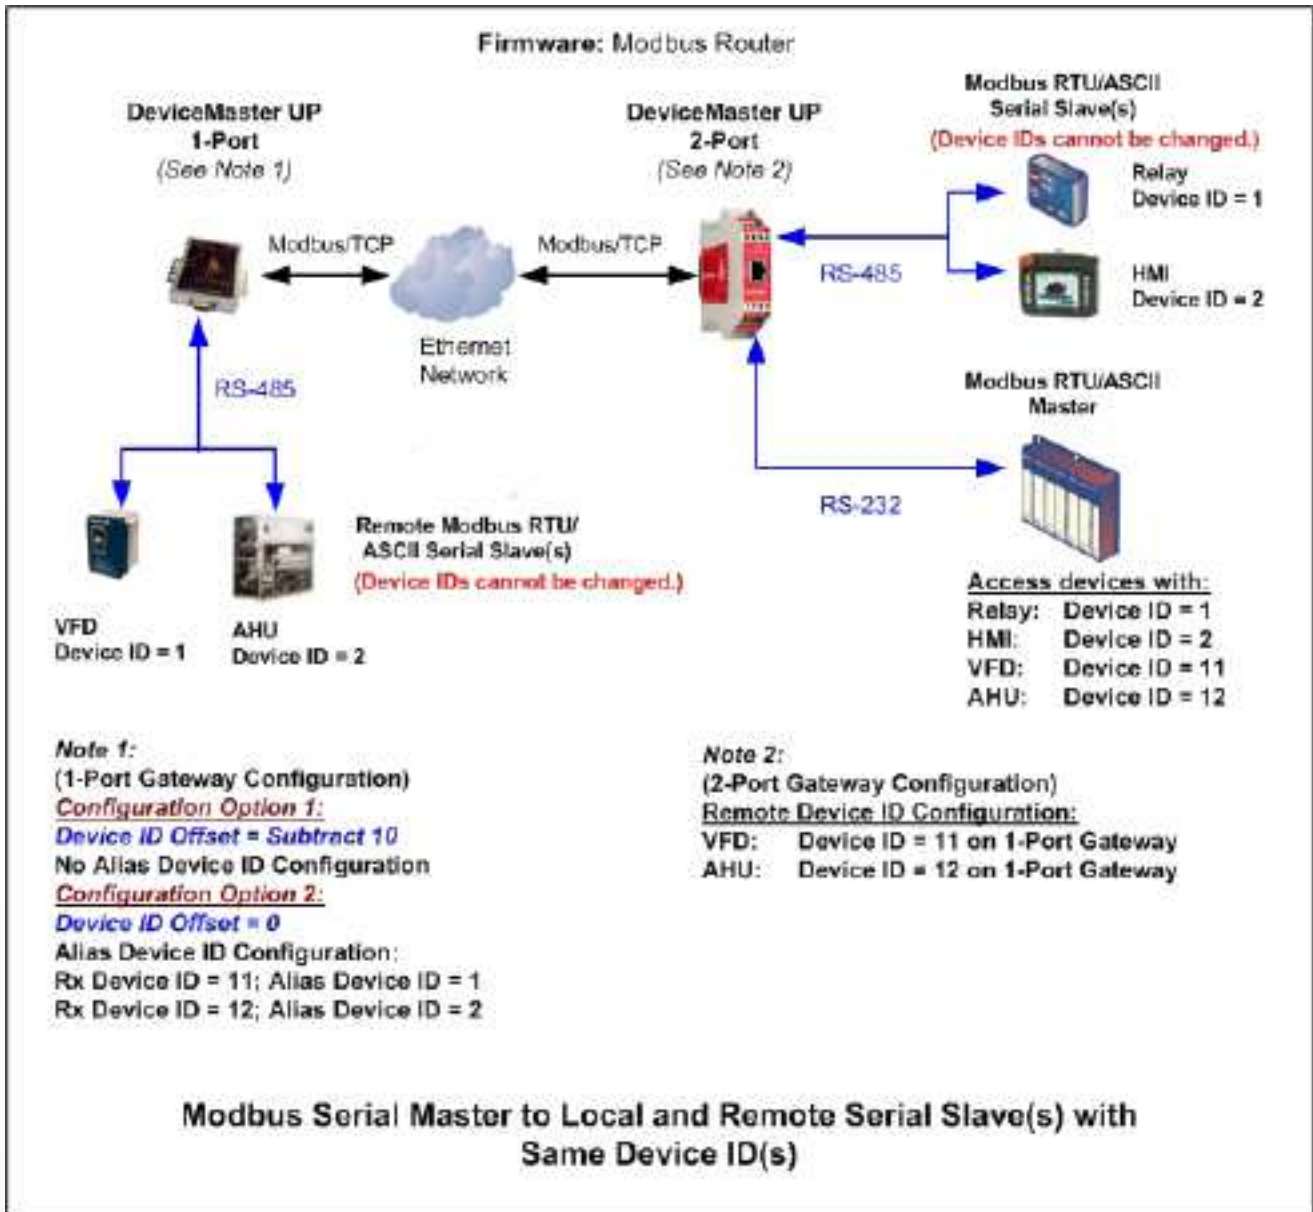 Firmware: Modbus Router
DeviceMaster UP
1-Port
(See Note 1)
DeviceMaster UP
2-Port
(See Note 2)
Modbus RTU/ASCII
Serial Slave(s)
(Device IDs cannot be changed.)
Relay
Device ID = 1
HMI
Device ID = 2
Modbus/TCP
Modbus/TCP
RS-485
Ethernet
Network
RS-485
Modbus RTU/ASCII
Master
RS-232
Remote Modbus RTU/
ASCII Serial Slave(s)
(Device IDs cannot be changed.)
VFD
Device ID = 1
AHU
Device ID = 2
Access devices with:
Relay: Device ID = 1
HMI: Device ID = 2
VFD: Device ID = 11
AHU: Device ID = 12
Note 1:
(1-Port Gateway Configuration)
Configuration Option 1:
Device ID Offset = Subtract 10
No Alias Device ID Configuration
Configuration Option 2:
Device ID Offset = 0
Alias Device ID Configuration:
Rx Device ID = 11; Alias Device ID = 1
Rx Device ID = 12; Alias Device ID = 2
Note 2:
(2-Port Gateway Configuration)
Remote Device ID Configuration:
VFD: Device ID = 11 on 1-Port Gateway
AHU: Device ID = 12 on 1-Port Gateway
Modbus Serial Master to Local and Remote Serial Slave(s) with
Same Device ID(s)